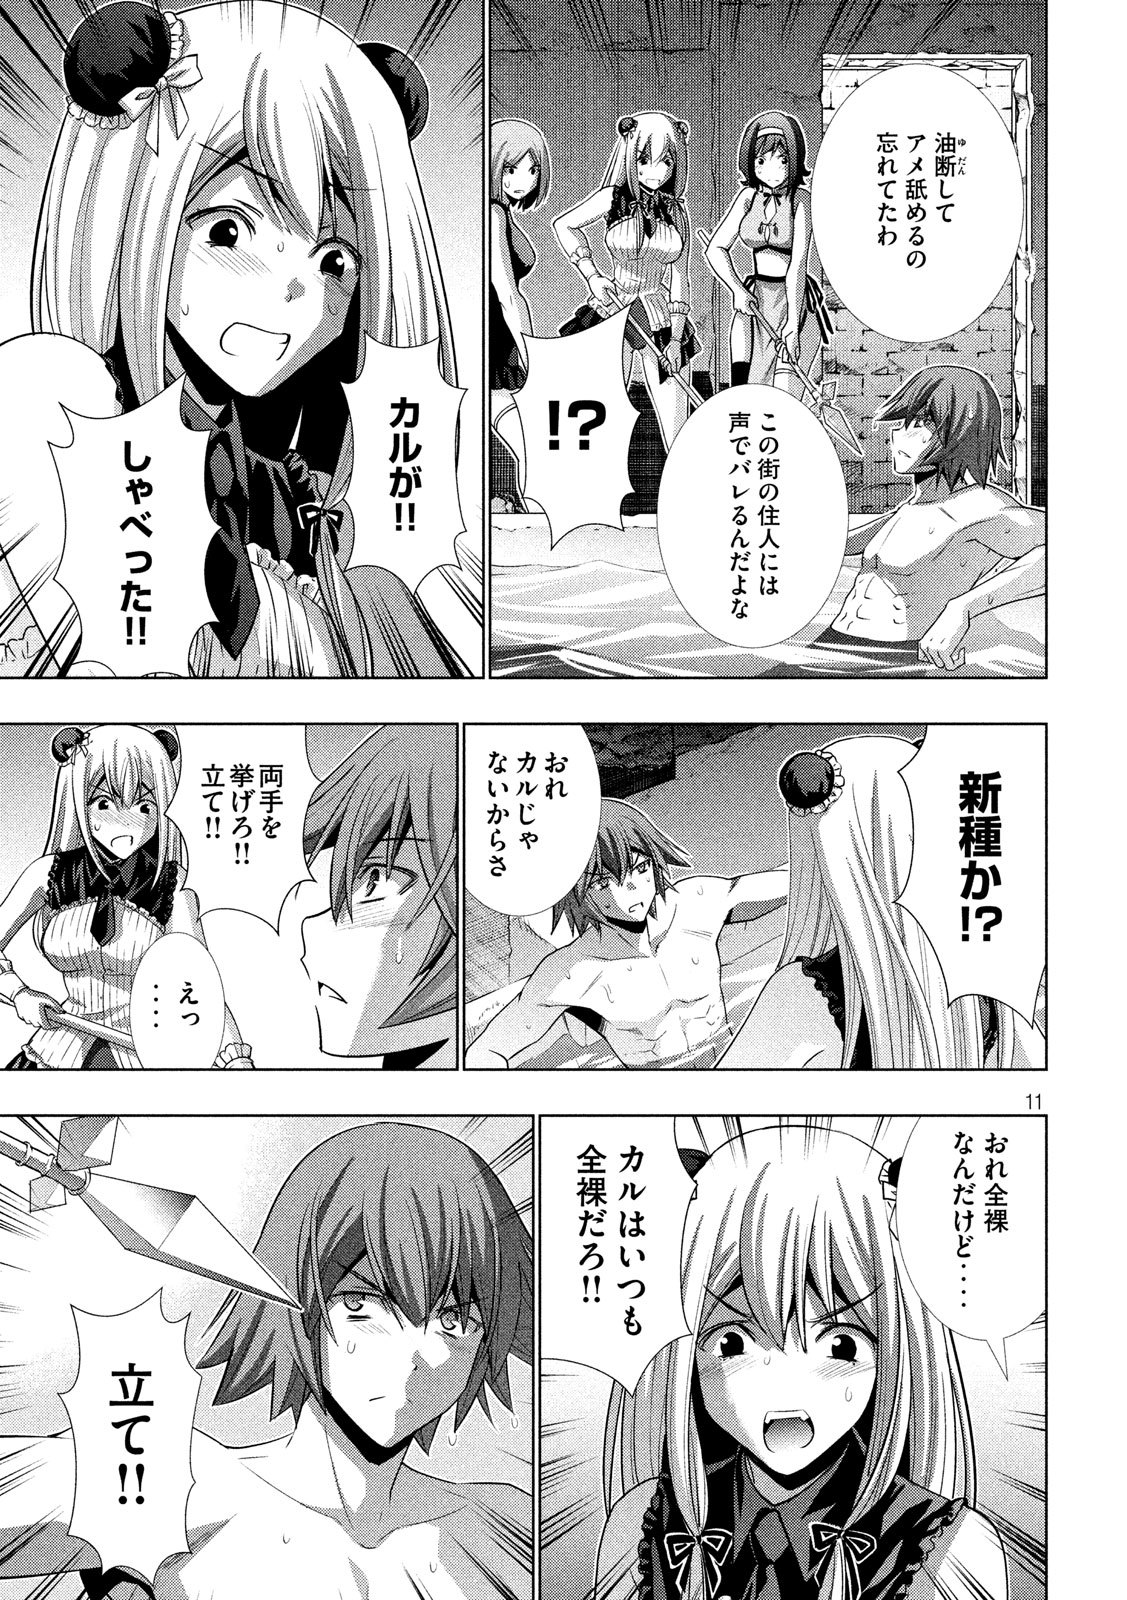 油断して
ゆだん
アメ舐めるの
忘れてたわ
この街の住人には
声でバレるんだよな
!?
カルが!!
しゃべった!!
新種か!?
おれ
カルじゃ
ないからさ
両手を
挙げろ!!
立て!!
えっ
‥‥
11
おれ全裸
なんだけど‥‥
カルはいつも
全裸だろ!!
立て!!